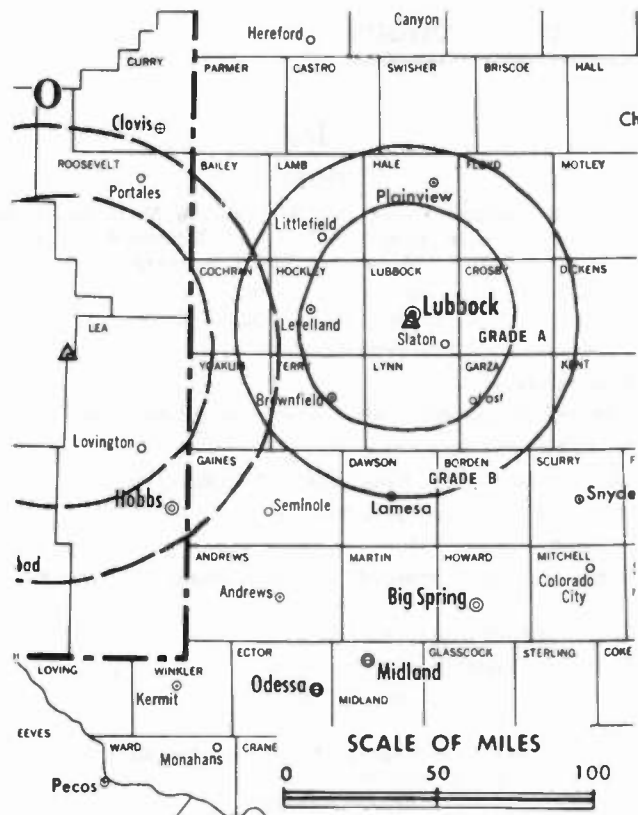 Canyon
Hereford
CURRY
PARMER
CASTRO
SWISHER
BRISCOE
HALL
O
Clovis
Ch
ROOSEVELT
BAILEY
LAMB
HALE
FLOYD
MOTLEY
Portales
Plainview
Littlefield
COCHRAN
HOCKLEY
LUBBOCK
CROSBY
DICKENS
Levelland
Lubbock
LEA
Slaton
GRADE A
YOAKUM
TERRY
LYNN
GARZA
KENT
Brownfield
Post
Lovington
GAINES
DAWSON
BORDEN
SCURRY
F
GRADE B
Hobbs
Seminole
Lamesa
Snyde
bad
ANDREWS
MARTIN
HOWARD
MITCHELL
Andrews
Big Spring
Colorado
City
ECTOR
GLASSCOCK
STERLING
COKE
LOVING
WINKLER
Midland
Kermit
Odessa
MIDLAND
EEVES
WARD
Monahans
CRANE
SCALE OF MILES
Pecos
0 50 100